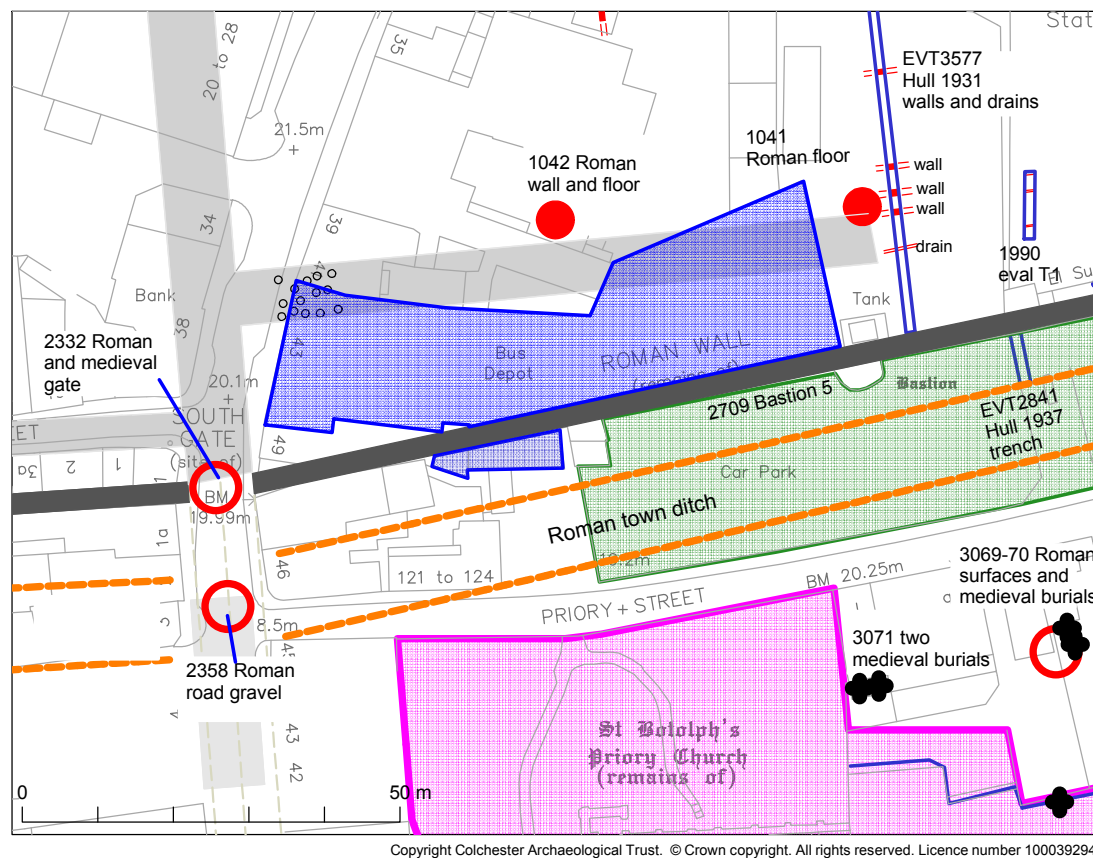 Stat
20 to 28
35
EVT3577
Hull 1931
walls and drains
21.5m
1041
Roman floor
1042 Roman
wall and floor
wall
wall
wall
drain
34
39
1990
eval T1
Bank
Tank
38
43
2332 Roman
and medieval
gate
Bus
Depot
ROMAN WALL
(remains of)
20.1m
Bastion
2709 Bastion 5
SOUTH
GATE
(site of)
EET
49
EVT2841
Hull 1937
trench
3a
2
1
Car Park
BM
19.99m
Roman town ditch
1a
46
121 to 124
BM 20.25m
3069-70 Roman
surfaces and
medieval burials
PRIORY STREET
8.5m
3071 two
medieval burials
2358 Roman
road gravel
St Botolph's
Priory Church
(remains of)
43
42
0
50 m
Copyright Colchester Archaeological Trust. © Crown copyright. All rights reserved. Licence number 100039294